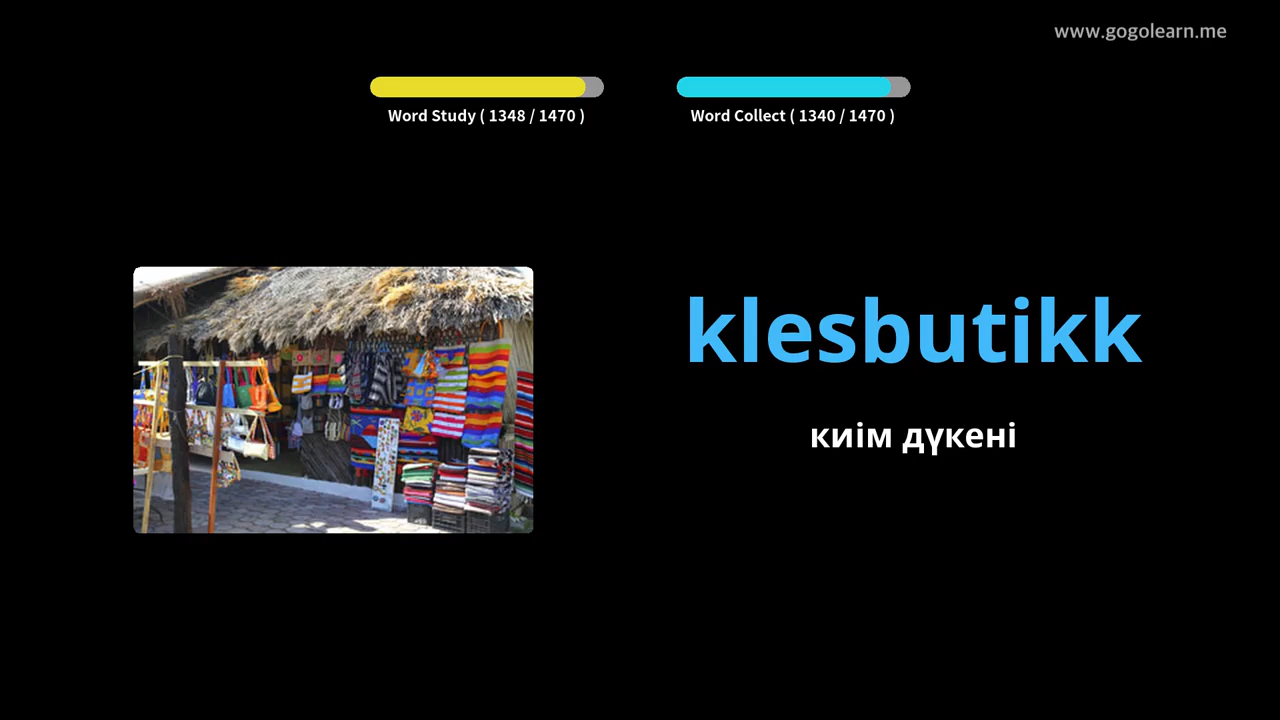 www.gogolearn.me
Word Study ( 1348 / 1470 )
Word Collect ( 1340 / 1470 )
klesbutikk
киім дүкені